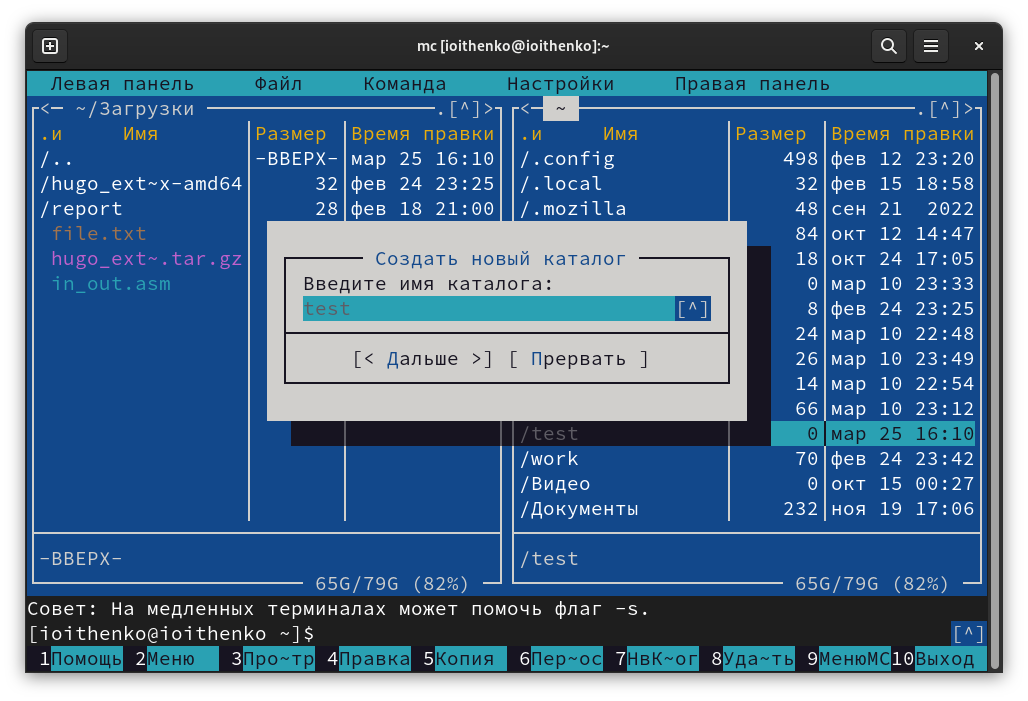 mc [ioithenko@ioithenko]:~
Левая панель Файл Команда Настройки Правая панель
<─ ~/Загрузки .[^]> <─ ~ .[^]>
.и Имя Размер Время правки .и Имя Размер Время правки
/.. -ВВЕРХ- мар 25 16:10 /.config 498 фев 12 23:20
/hugo_ext~x-amd64 32 фев 24 23:25 /.local 32 фев 15 18:58
/report 28 фев 18 21:00 /.mozilla 48 сен 21 2022
file.txt 84 окт 12 14:47
hugo_ext~.tar.gz Создать новый каталог 18 окт 24 17:05
in_out.asm Введите имя каталога: 0 мар 10 23:33
test [^] 8 фев 24 23:25
24 мар 10 22:48
[< Дальше >] [ Прервать ] 26 мар 10 23:49
14 мар 10 22:54
66 мар 10 23:12
/test 0 мар 25 16:10
/work 70 фев 24 23:42
/Видео 0 окт 15 00:27
/Документы 232 ноя 19 17:06
-ВВЕРХ- /test
65G/79G (82%) 65G/79G (82%)
Совет: На медленных терминалах может помочь флаг -s.
[ioithenko@ioithenko ~]$ [^]
1Помощь 2Меню 3Про~тр 4Правка 5Копия 6Пер~ос 7НвК~ог 8Уда~ть 9МенюМС10Выход